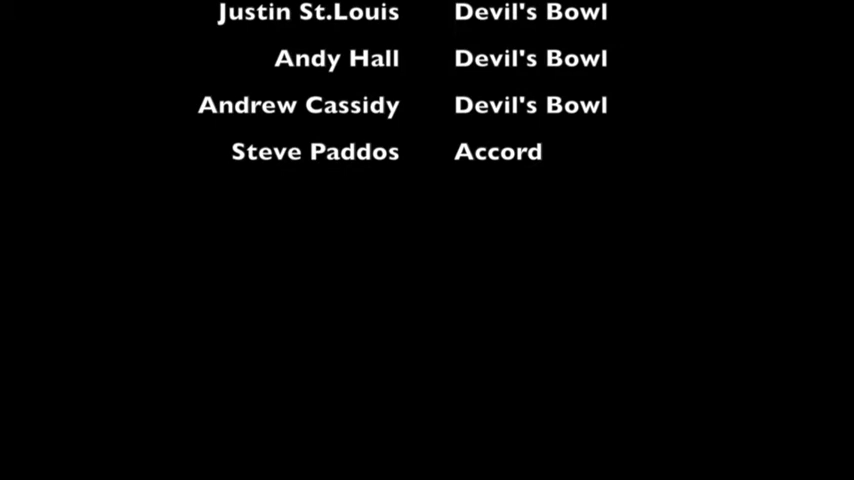 Justin St.Louis Devil's Bowl
Andy Hall Devil's Bowl
Andrew Cassidy Devil's Bowl
Steve Paddos Accord